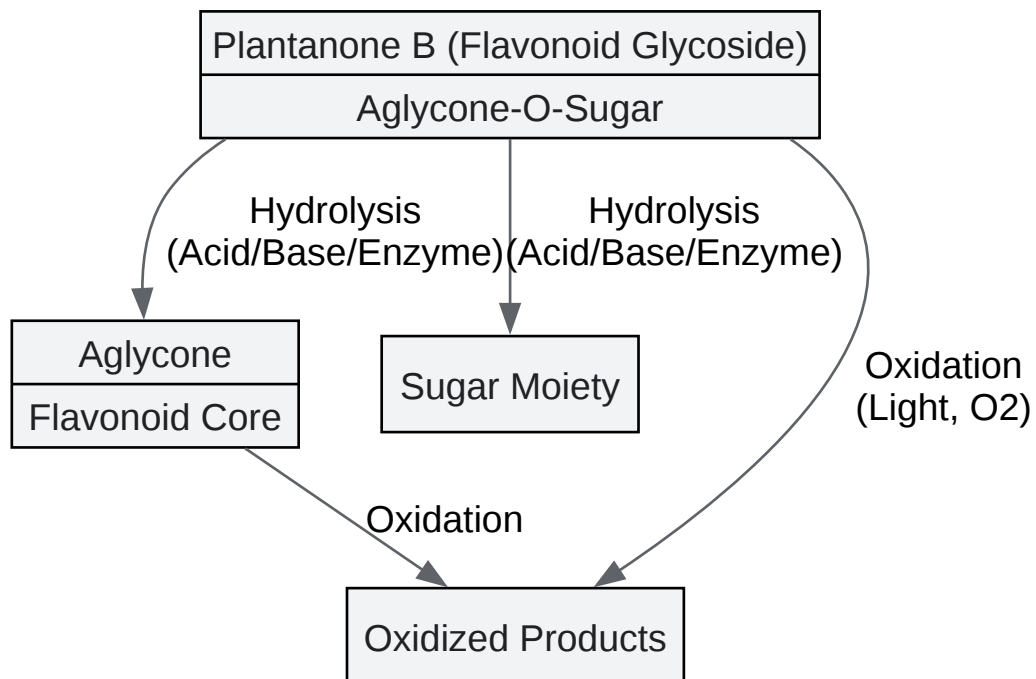 Plantanone B (Flavonoid Glycoside)
Aglycone-O-Sugar
Hydrolysis
(Acid/Base/Enzyme)
Hydrolysis
(Acid/Base/Enzyme)
Aglycone
Flavonoid Core
Sugar Moiety
Oxidation
(Light, O2)
Oxidation
Oxidized Products